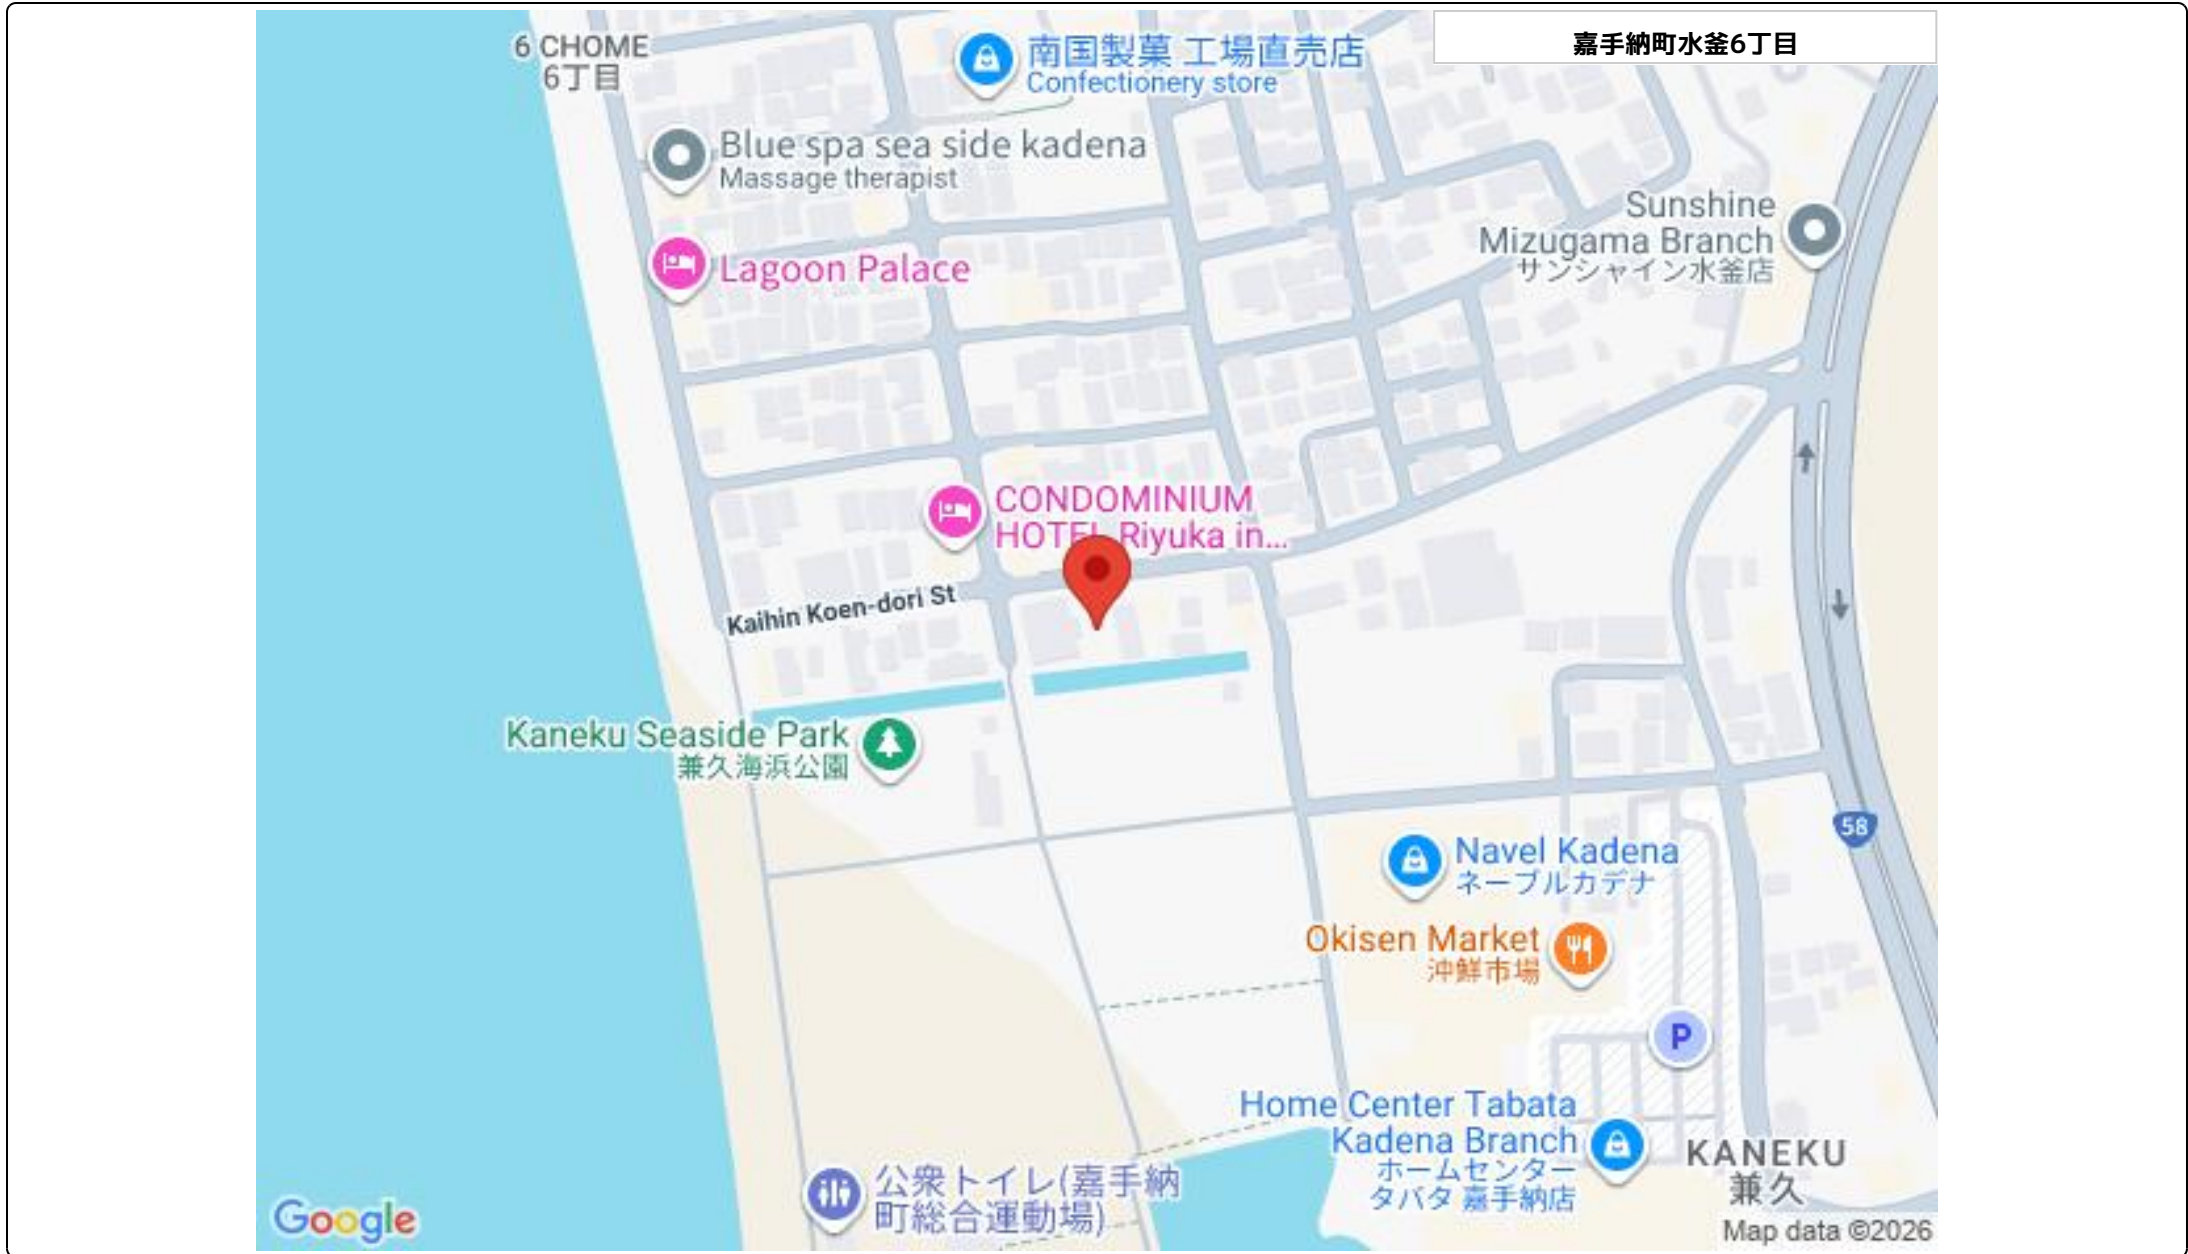 嘉手納町水釜6丁目
6 CHOME
6丁目
南国製菓 工場直売店
Confectionery store
Blue spa sea side kadena
Massage therapist
Sunshine
Mizugama Branch
サンシャイン水釜店
Lagoon Palace
CONDOMINIUM
HOTEL Riyuka in...
Kaihin Koen-dori St
Kaneku Seaside Park
兼久海浜公園
58
Navel Kadena
ネーブルカデナ
Okisen Market
沖鮮市場
P
Home Center Tabata
Kadena Branch
ホームセンター
タバタ 嘉手納店
KANEKU
兼久
公衆トイレ(嘉手納
町総合運動場)
Google
Map data ©2026